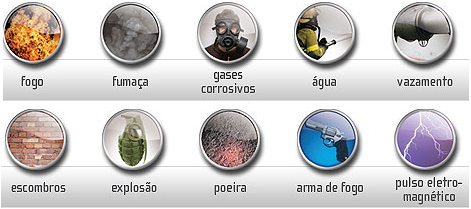 fogo
fumaça
gases
corrosivos
água
vazamento
escombros
explosão
poeira
arma de fogo
pulso eletro-
magnético